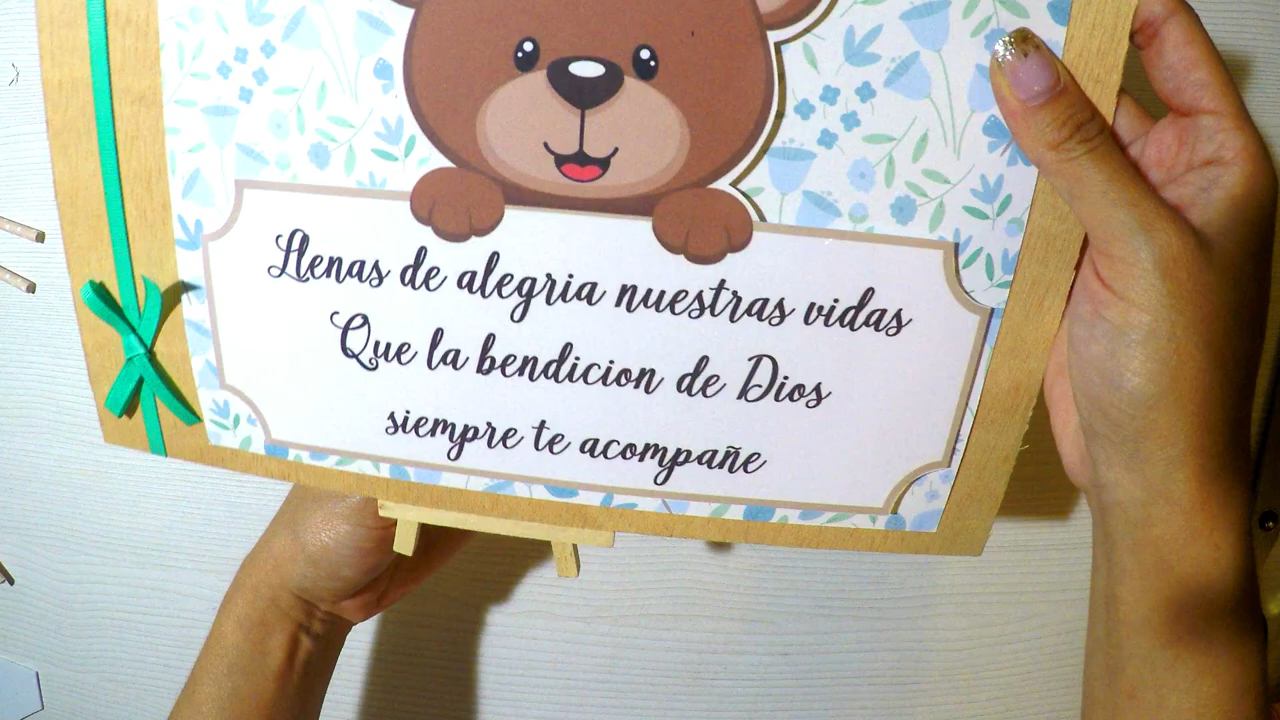 Llenas de alegria nuestras vidas
Que la bendicion de Dios
siempre te acompañe